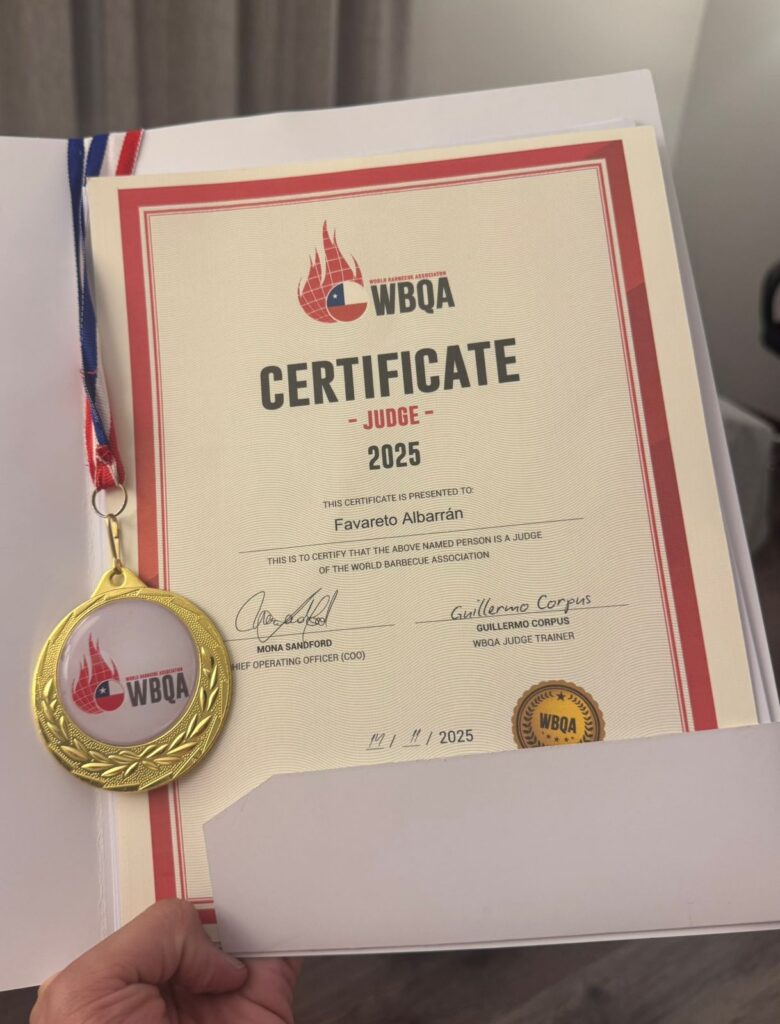 WORLD BARBECUE ASSOCIATON
WBQA
CERTIFICATE
- JUDGE -
2025
THIS CERTIFICATE IS PRESENTED TO:
Favareto Albarrán
THIS IS TO CERTIFY THAT THE ABOVE NAMED PERSON IS A JUDGE
OF THE WORLD BARBECUE ASSOCIATION
Guillermo Corpus
MONA SANDFORD
HIEF OPERATING OFFICER (COO)
GUILLERMO CORPUS
WBQA JUDGE TRAINER
/ 11 / 2025
WBQA
WORLD BARBECUE ASSOCIATION
WBQA